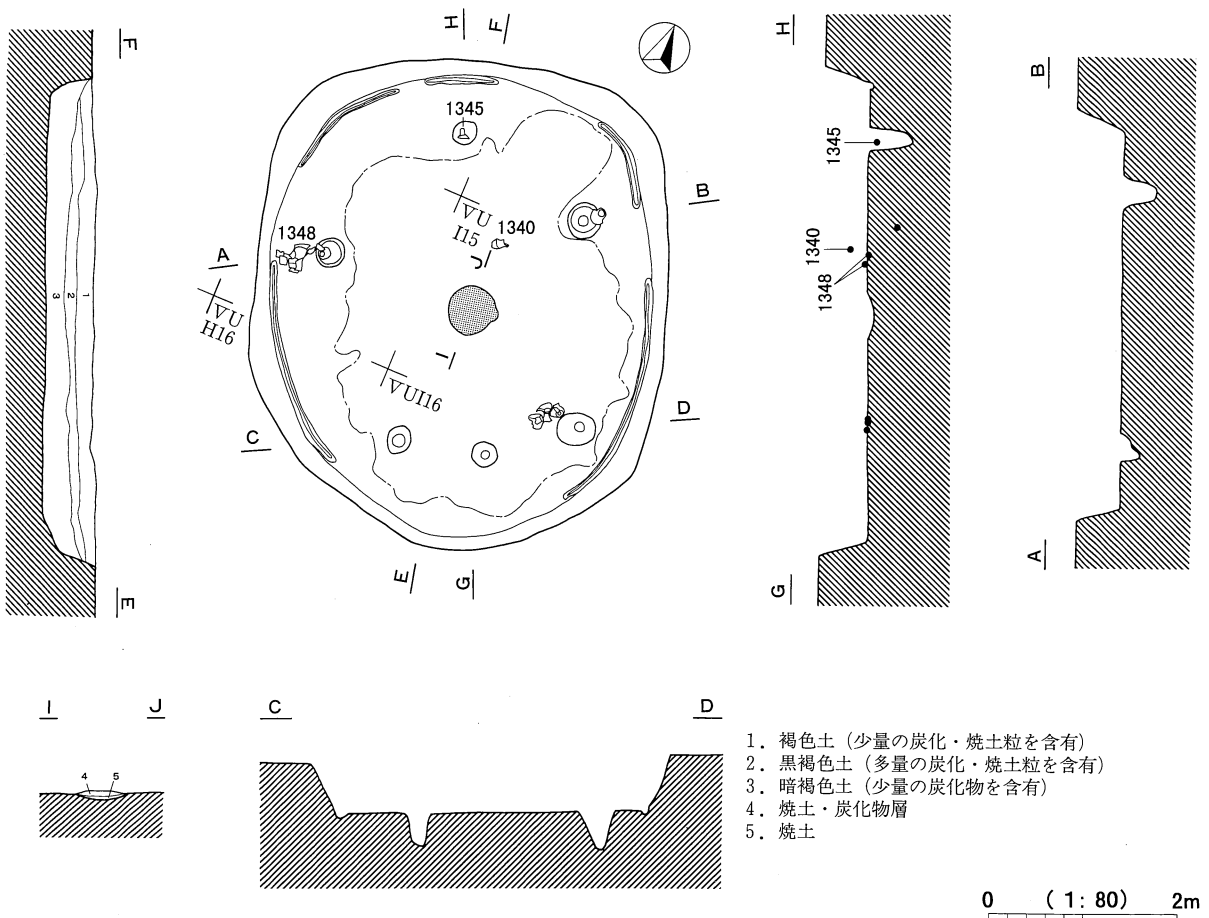 H F
F
H
B
1345
1345
B
VU
I15
1340
1348
J
A
1340
1348
3 2 1
VU
H16
I
VUI16
D
C
A
E G
G
E
I J
C D
4 5
1. 褐色土 (少量の炭化・焼土粒を含有)
2. 黒褐色土 (多量の炭化・焼土粒を含有)
3. 暗褐色土 (少量の炭化物を含有)
4. 焼土・炭化物層
5. 焼土
0 (1:80) 2m